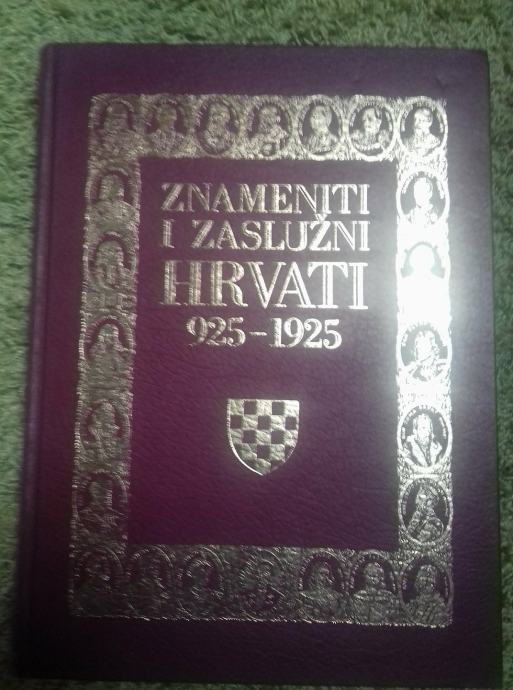 ZNAMENITI
I ZASLUŽNI
HRVATI
925-1925